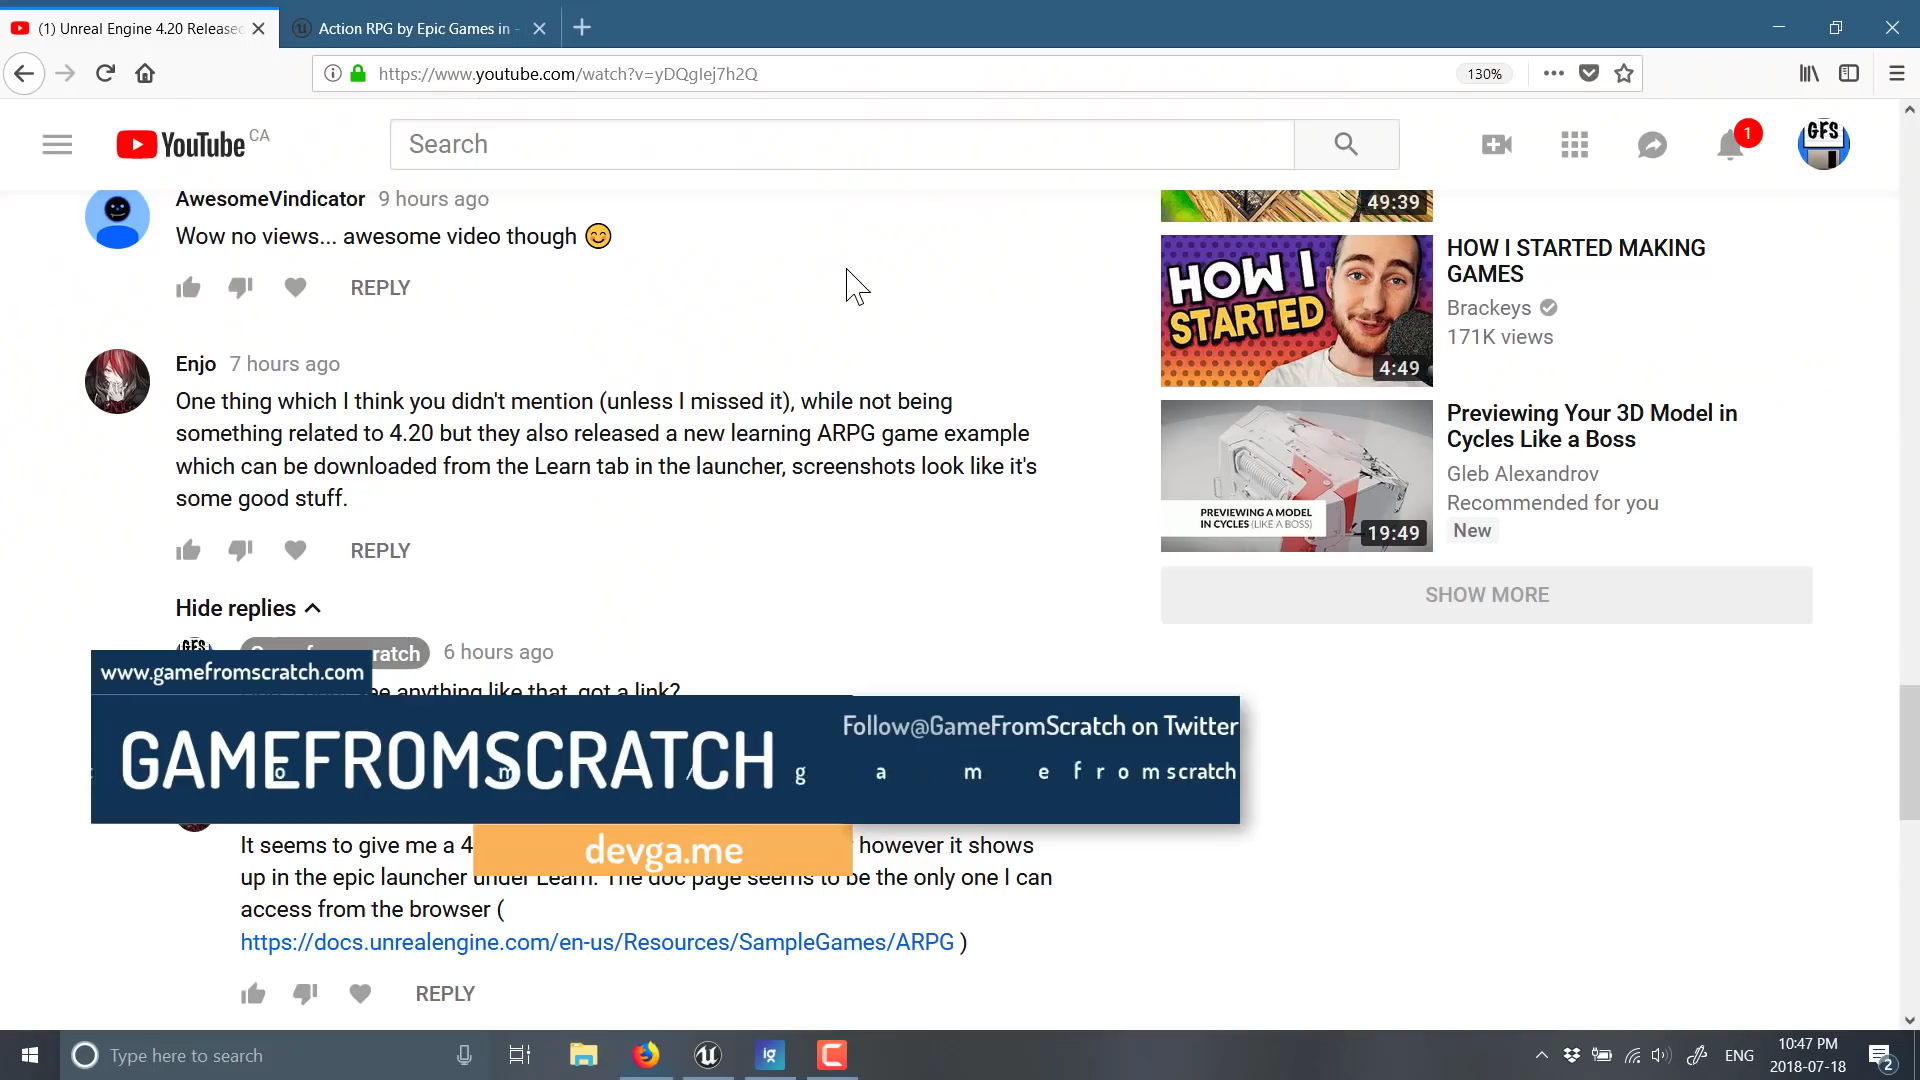 (1) Unreal Engine 4.20 Released
Action RPG by Epic Games in -
https://www.youtube.com/watch?v=yDQgIej7h2Q
130%
YouTube CA
Search
1
GFS
AwesomeVindicator 9 hours ago
Wow no views... awesome video though 😊
REPLY
Enjo 7 hours ago
One thing which I think you didn't mention (unless I missed it), while not being
something related to 4.20 but they also released a new learning ARPG game example
which can be downloaded from the Learn tab in the launcher, screenshots look like it's
some good stuff.
REPLY
Hide replies
ratch 6 hours ago
see anything like that, got a link?
www.gamefromscratch.com
GAMEFROMSCRATCH
Follow@GameFromScratch on Twitter
gamefromscratch
devga.me
It seems to give me a 4 however it shows
up in the epic launcher under Learn. The doc page seems to be the only one I can
access from the browser (
https://docs.unrealengine.com/en-us/Resources/SampleGames/ARPG )
REPLY
49:39
HOW I STARTED
4:49
HOW I STARTED MAKING
GAMES
Brackeys
171K views
PREVIEWING A MODEL
IN CYCLES (LIKE A BOSS)
19:49
Previewing Your 3D Model in
Cycles Like a Boss
Gleb Alexandrov
Recommended for you
New
SHOW MORE
Type here to search
ig
ENG
10:47 PM
2018-07-18
2